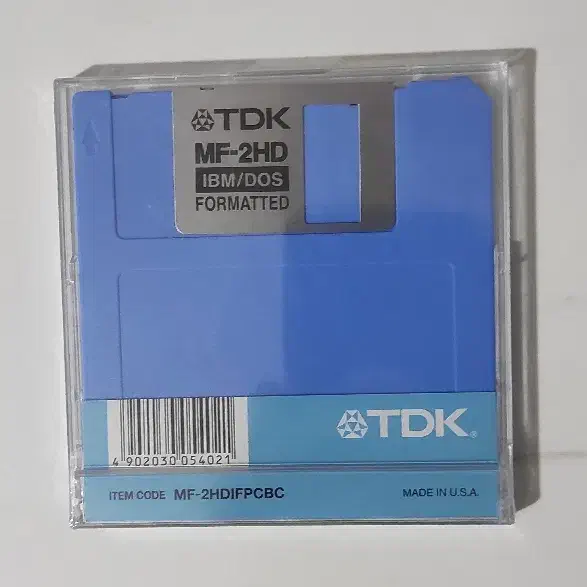 TDK
MF-2HD
IBM/DOS
FORMATTED
4 902030 054021
TDK®
ITEM CODE MF-2HDIFPCBC
MADE IN U.S.A.